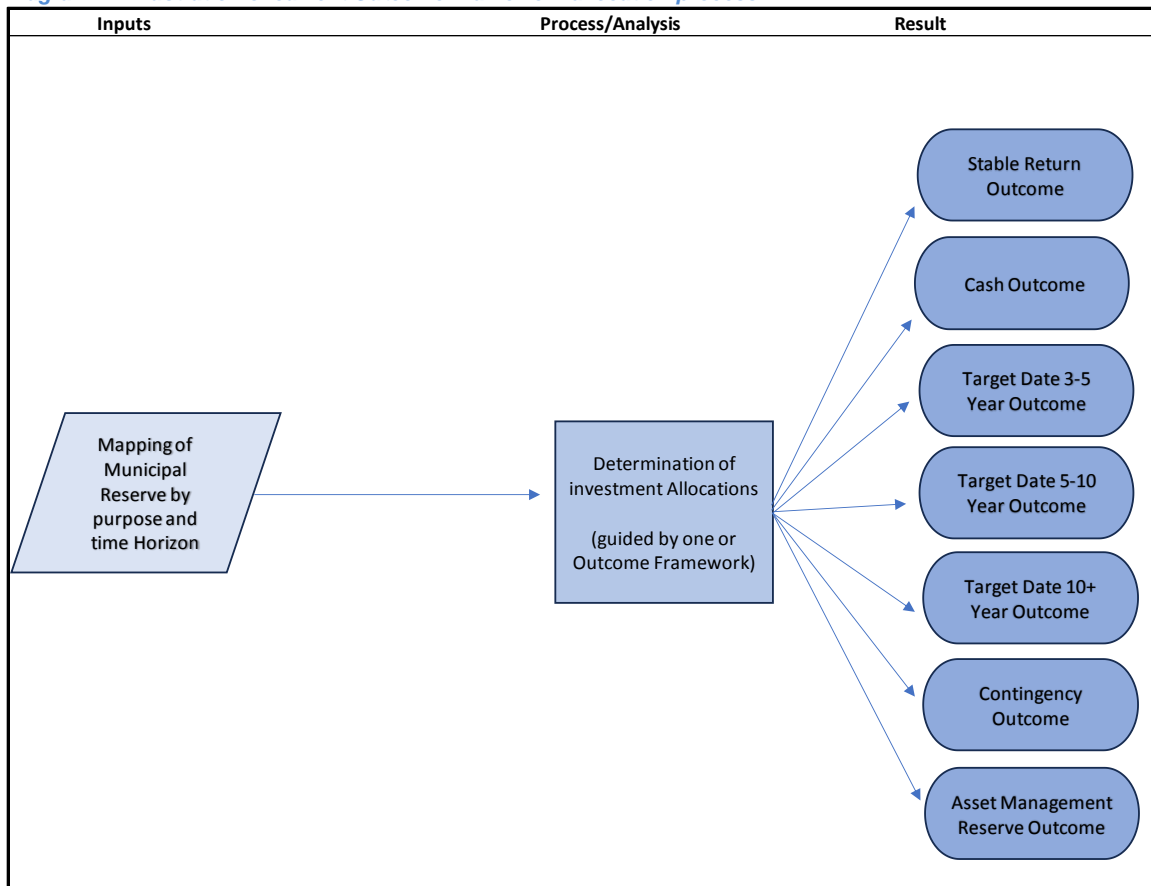 Inputs
Process/Analysis
Result
Mapping of
Municipal
Reserve by
purpose and
time Horizon
Determination of
investment Allocations
(guided by one or
Outcome Framework)
Stable Return
Outcome
Cash Outcome
Target Date 3-5
Year Outcome
Target Date 5-10
Year Outcome
Target Date 10+
Year Outcome
Contingency
Outcome
Asset Management
Reserve Outcome